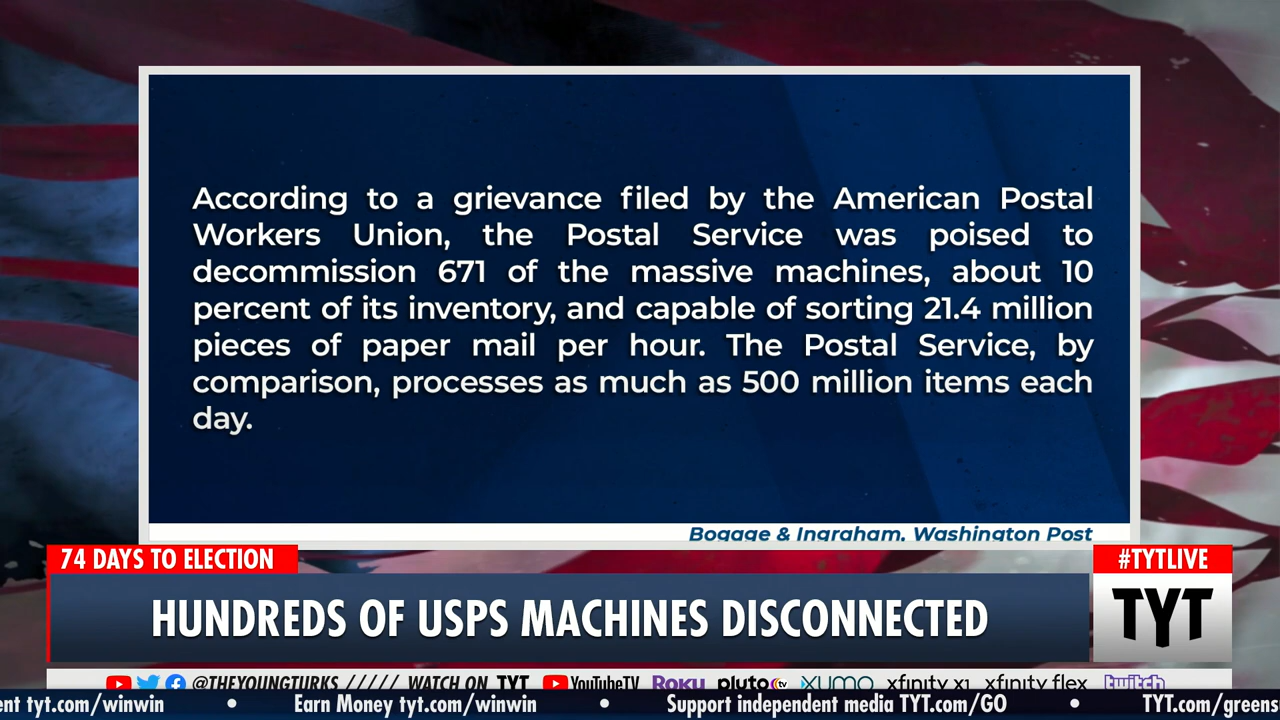 According to a grievance filed by the American Postal
Workers Union, the Postal Service was poised to
decommission 671 of the massive machines, about 10
percent of its inventory, and capable of sorting 21.4 million
pieces of paper mail per hour. The Postal Service, by
comparison, processes as much as 500 million items each
day.
Boggage & Ingraham, Washington Post
74 DAYS TO ELECTION
#TYTLIVE
HUNDREDS OF USPS MACHINES DISCONNECTED
TYT
@THEYOUNGTURKS ///// WATCH ON TYT YouTubeTV Roku pluto tv XUMO xfinity x1 xfinity flex twitch
ent tyt.com/winwin • Earn Money tyt.com/winwin • Support independent media TYT.com/GO • TYT.com/greens